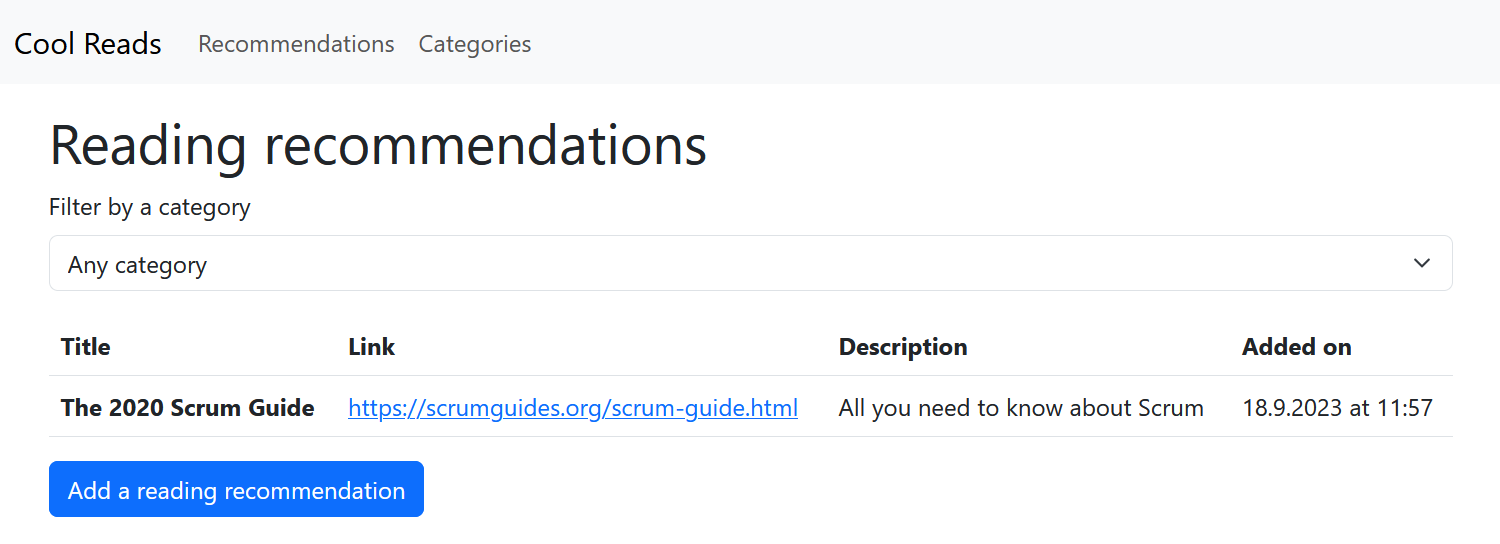 Cool Reads Recommendations Categories
Reading recommendations
Filter by a category
Any category
Title Link Description Added on
The 2020 Scrum Guide https://scrumguides.org/scrum-guide.html All you need to know about Scrum 18.9.2023 at 11:57
Add a reading recommendation